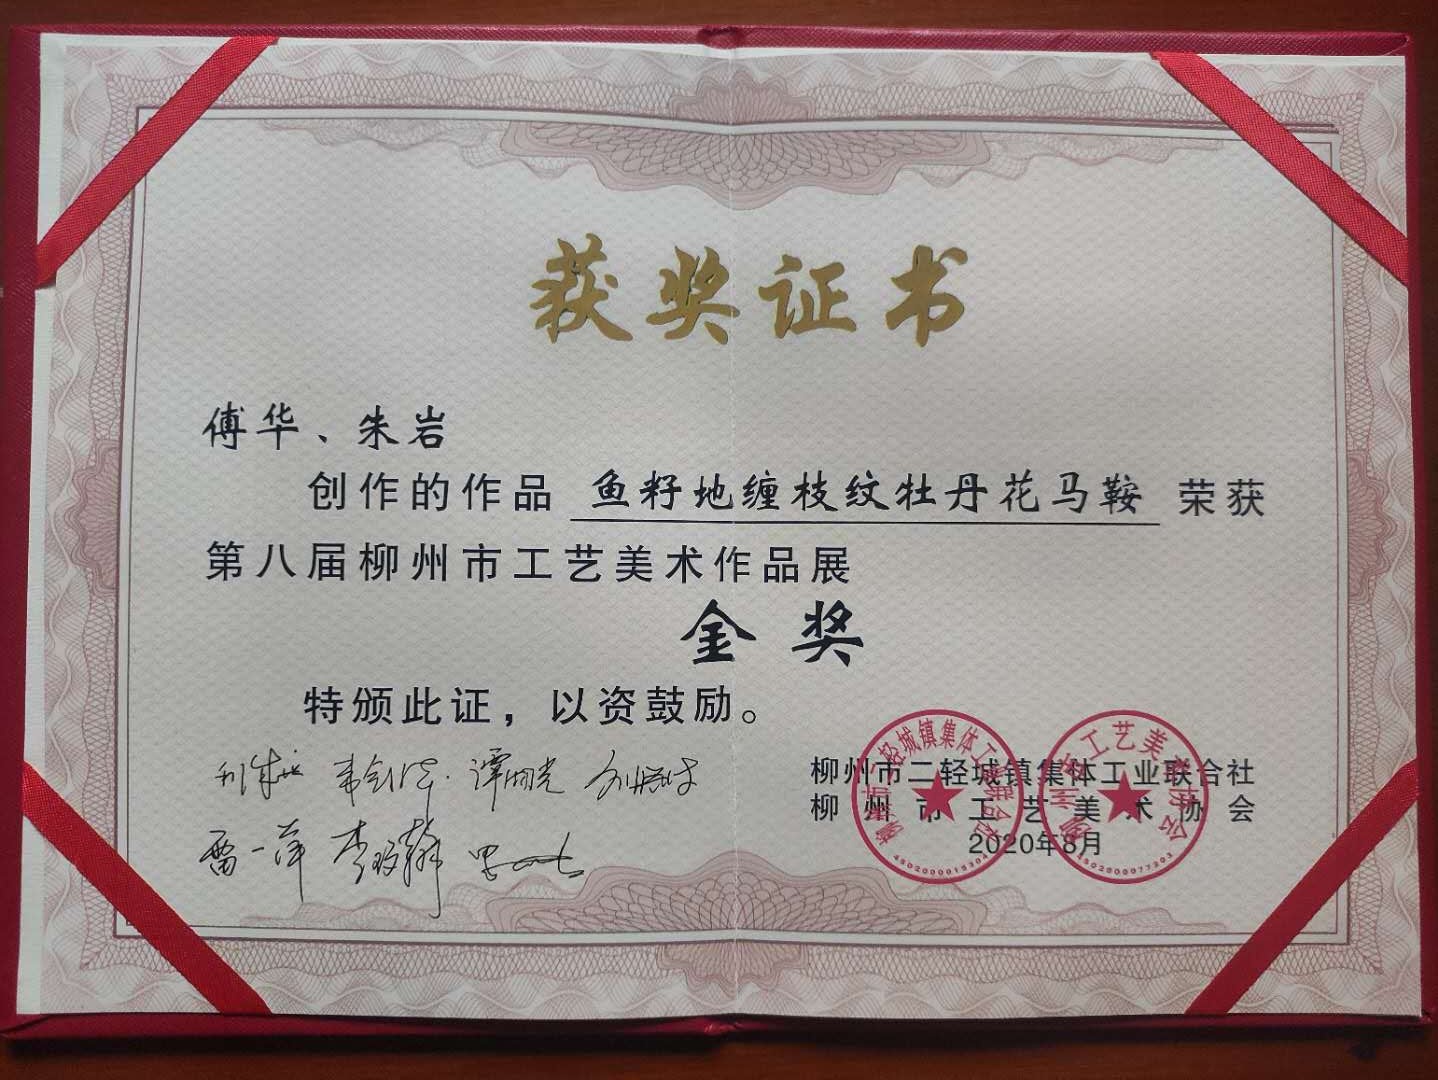 获奖证书
傅华、朱岩
创作的作品 鱼籽地缠枝纹牡丹花马鞍 荣获
第八届柳州市工艺美术作品展
金奖
特颁此证，以资鼓励。
柳州市二轻城镇集体工业联合社
柳州市工艺美术协会
2020年8月
雷一萍